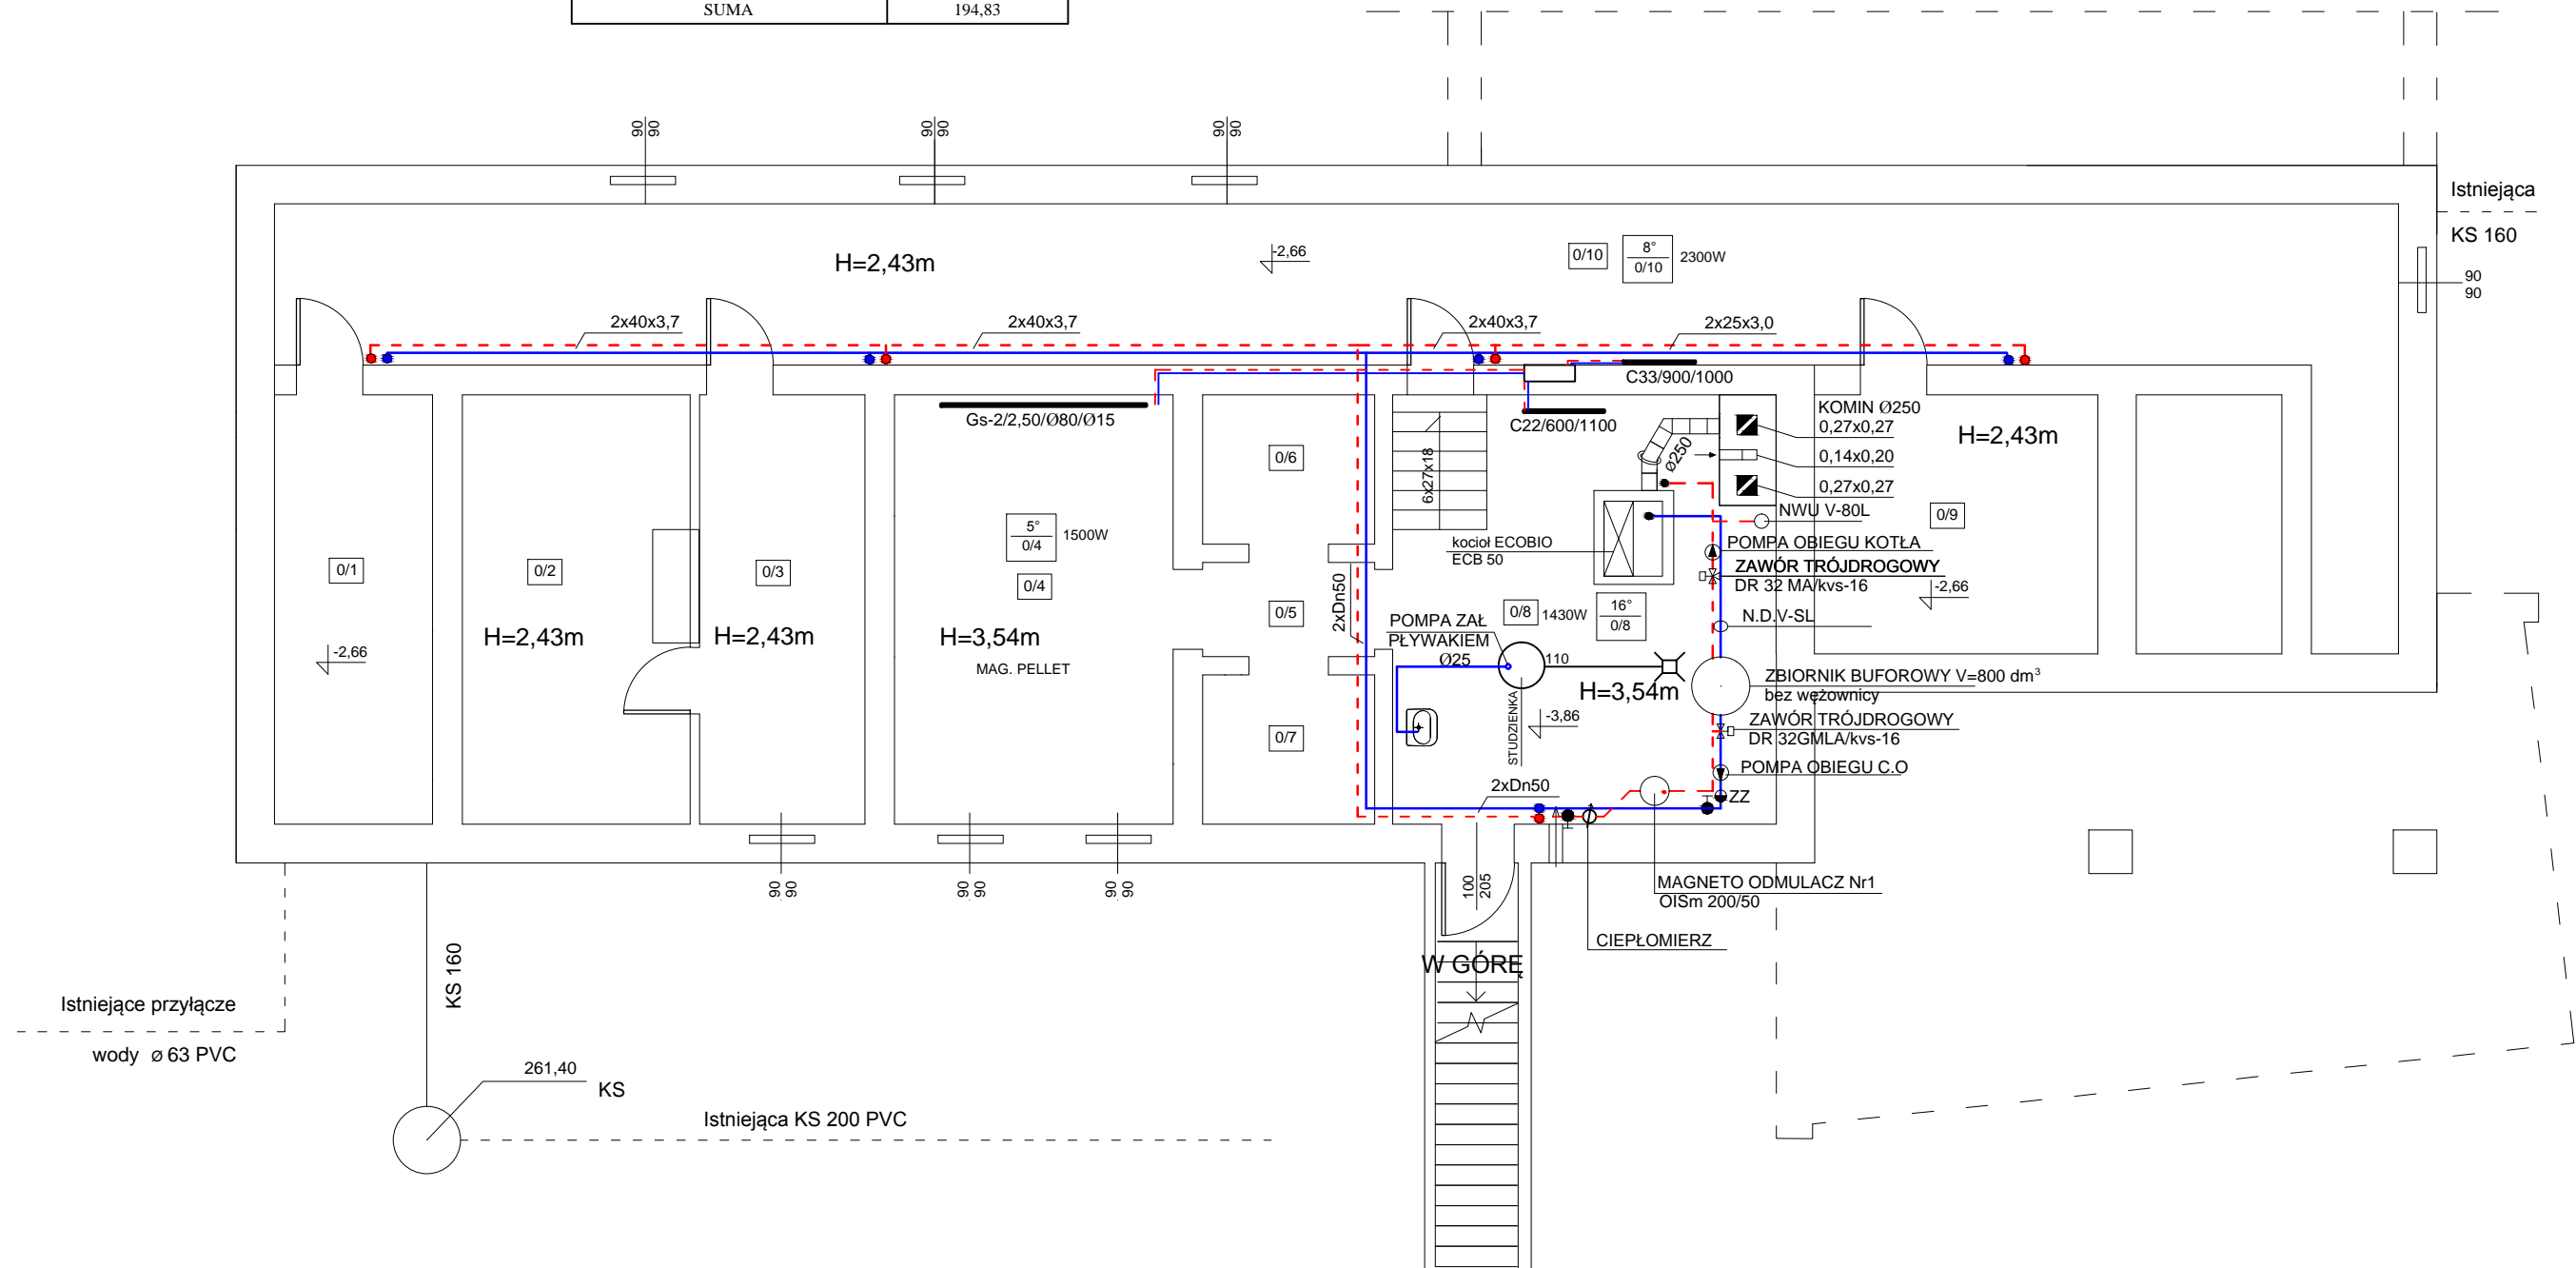 SUMA 194,83
90
90
90
90
90
90
Istniejąca
KS 160
90
90
H=2,43m
-2,66
0/10
8°
0/10
2300W
2x40x3,7
2x40x3,7
2x40x3,7
2x25x3,0
C33/900/1000
Gs-2/2,50/Ø80/Ø15
C22/600/1100
KOMIN Ø250
0,27x0,27
0,14x0,20
0,27x0,27
H=2,43m
ø250
6x27x18
0/6
NWU V-80L
0/9
5°
0/4
1500W
kocioł ECOBIO
ECB 50
POMPA OBIEGU KOTŁA
ZAWÓR TRÓJDROGOWY
DR 32 MA/kvs-16
-2,66
0/1
0/2
0/3
0/4
2xDn50
0/5
0/8
1430W
16°
0/8
N.D.V-SL
POMPA ZAŁ
PŁYWAKIEM
Ø25
110
H=2,43m
H=2,43m
H=3,54m
MAG. PELLET
-2,66
H=3,54m
ZBIORNIK BUFOROWY V=800 dm³
bez wężownicy
STUDZIENKA
-3,86
ZAWÓR TRÓJDROGOWY
DR 32GMLA/kvs-16
0/7
POMPA OBIEGU C.O
2xDn50
ZZ
90
90
90
90
90
90
100
205
MAGNETO ODMULACZ Nr1
OISm 200/50
CIEPŁOMIERZ
W GÓRĘ
KS 160
Istniejące przyłącze
wody ø 63 PVC
261,40
KS
Istniejąca KS 200 PVC